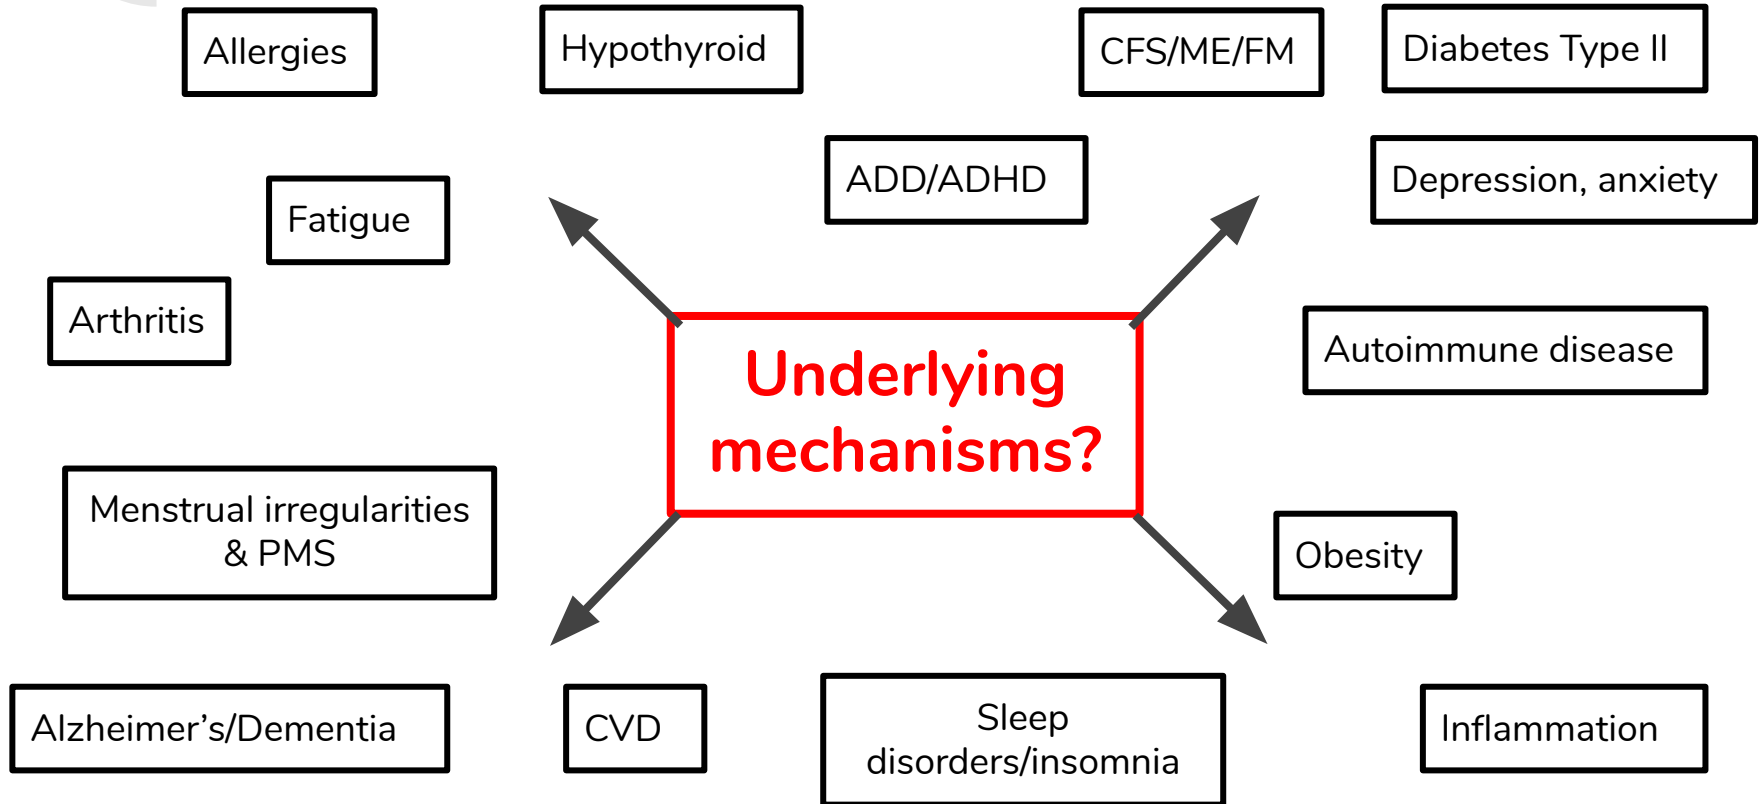 Allergies
Hypothyroid
CFS/ME/FM
Diabetes Type II
ADD/ADHD
Depression, anxiety
Fatigue
Arthritis
Autoimmune disease
Underlying
mechanisms?
Menstrual irregularities
& PMS
Obesity
Alzheimer’s/Dementia
CVD
Sleep
disorders/insomnia
Inflammation